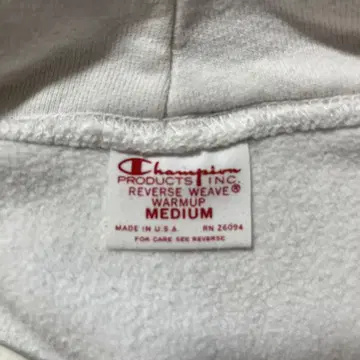 Champion
PRODUCTS INC.
REVERSE WEAVE®
WARMUP
MEDIUM
MADE IN U.S.A. RN 26094
FOR CARE SEE REVERSE